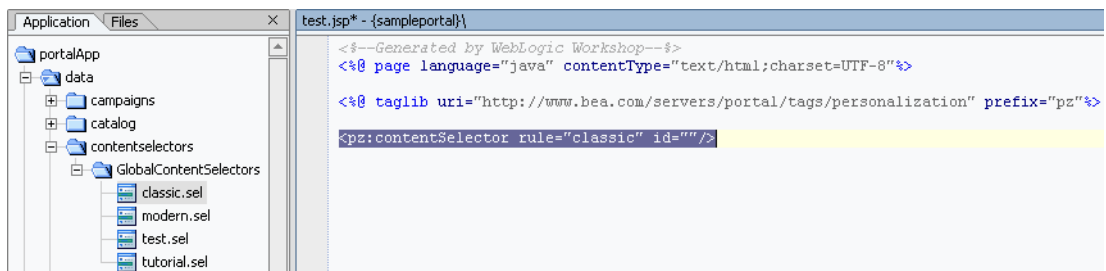 Application Files
portalApp
data
campaigns
catalog
contentselectors
GlobalContentSelectors
classic.sel
modern.sel
test.sel
tutorial.sel
test.jsp* - {sampleportal}\
<%--Generated by WebLogic Workshop--%>
<%@ page language="java" contentType="text/html;charset=UTF-8"%>
<%@ taglib uri="http://www.bea.com/servers/portal/tags/personalization" prefix="pz"%>
<pz:contentSelector rule="classic" id=""/>